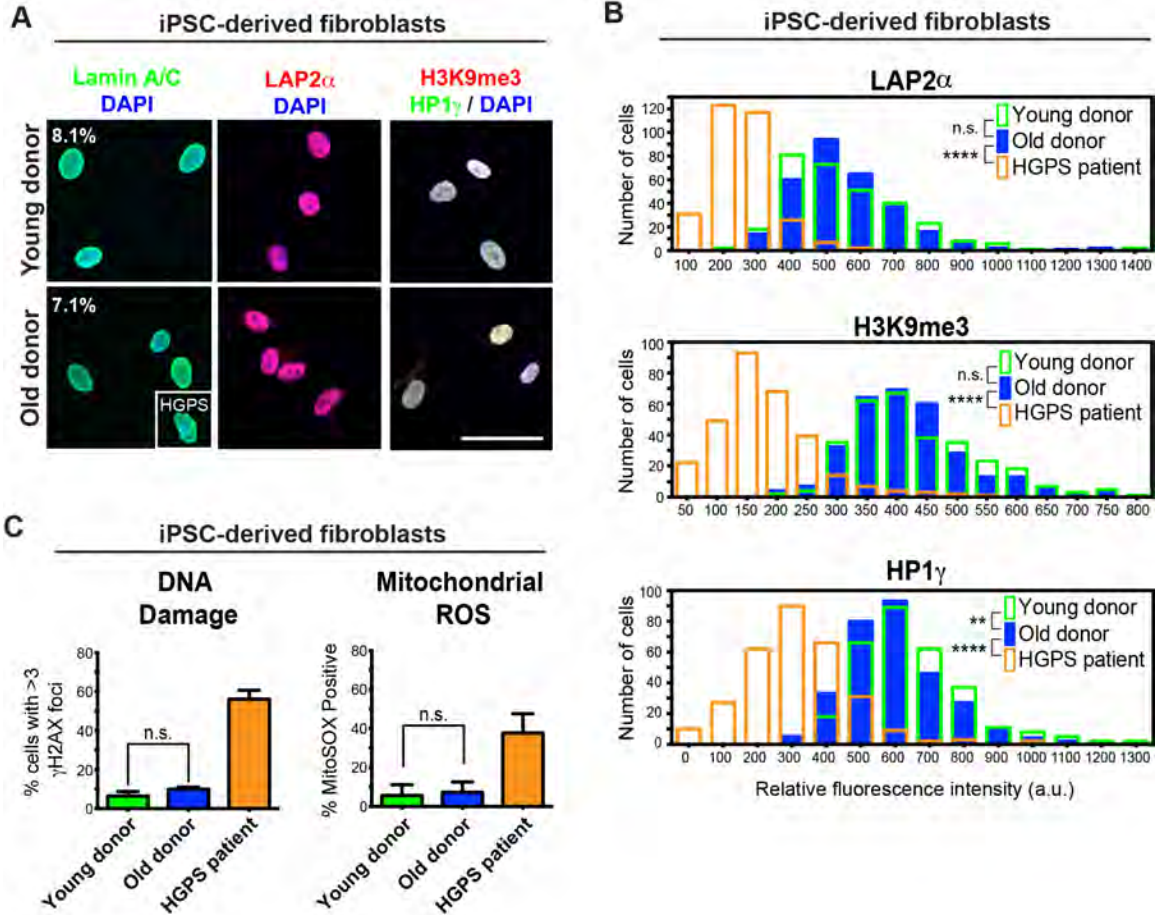 A
iPSC-derived fibroblasts
Lamin A/C
DAPI
LAP2α
DAPI
H3K9me3
HP1γ / DAPI
Young donor
8.1%
Old donor
7.1%
HGPS
B
iPSC-derived fibroblasts
LAP2α
Number of cells
120
100
80
60
40
20
0
Young donor
n.s.
Old donor
****
HGPS patient
100 200 300 400 500 600 700 800 900 1000 1100 1200 1300 1400
H3K9me3
Number of cells
100
80
60
40
20
0
Young donor
n.s.
Old donor
****
HGPS patient
50 100 150 200 250 300 350 400 450 500 550 600 650 700 750 800
HP1γ
Number of cells
100
80
60
40
20
0
Young donor
**
Old donor
****
HGPS patient
0 100 200 300 400 500 600 700 800 900 1000 1100 1200 1300
Relative fluorescence intensity (a.u.)
C
iPSC-derived fibroblasts
DNA
Damage
% cells with >3
γH2AX foci
80
60
40
20
0
n.s.
Young donor
Old donor
HGPS patient
Mitochondrial
ROS
% MitoSOX Positive
80
60
40
20
0
n.s.
Young donor
Old donor
HGPS patient